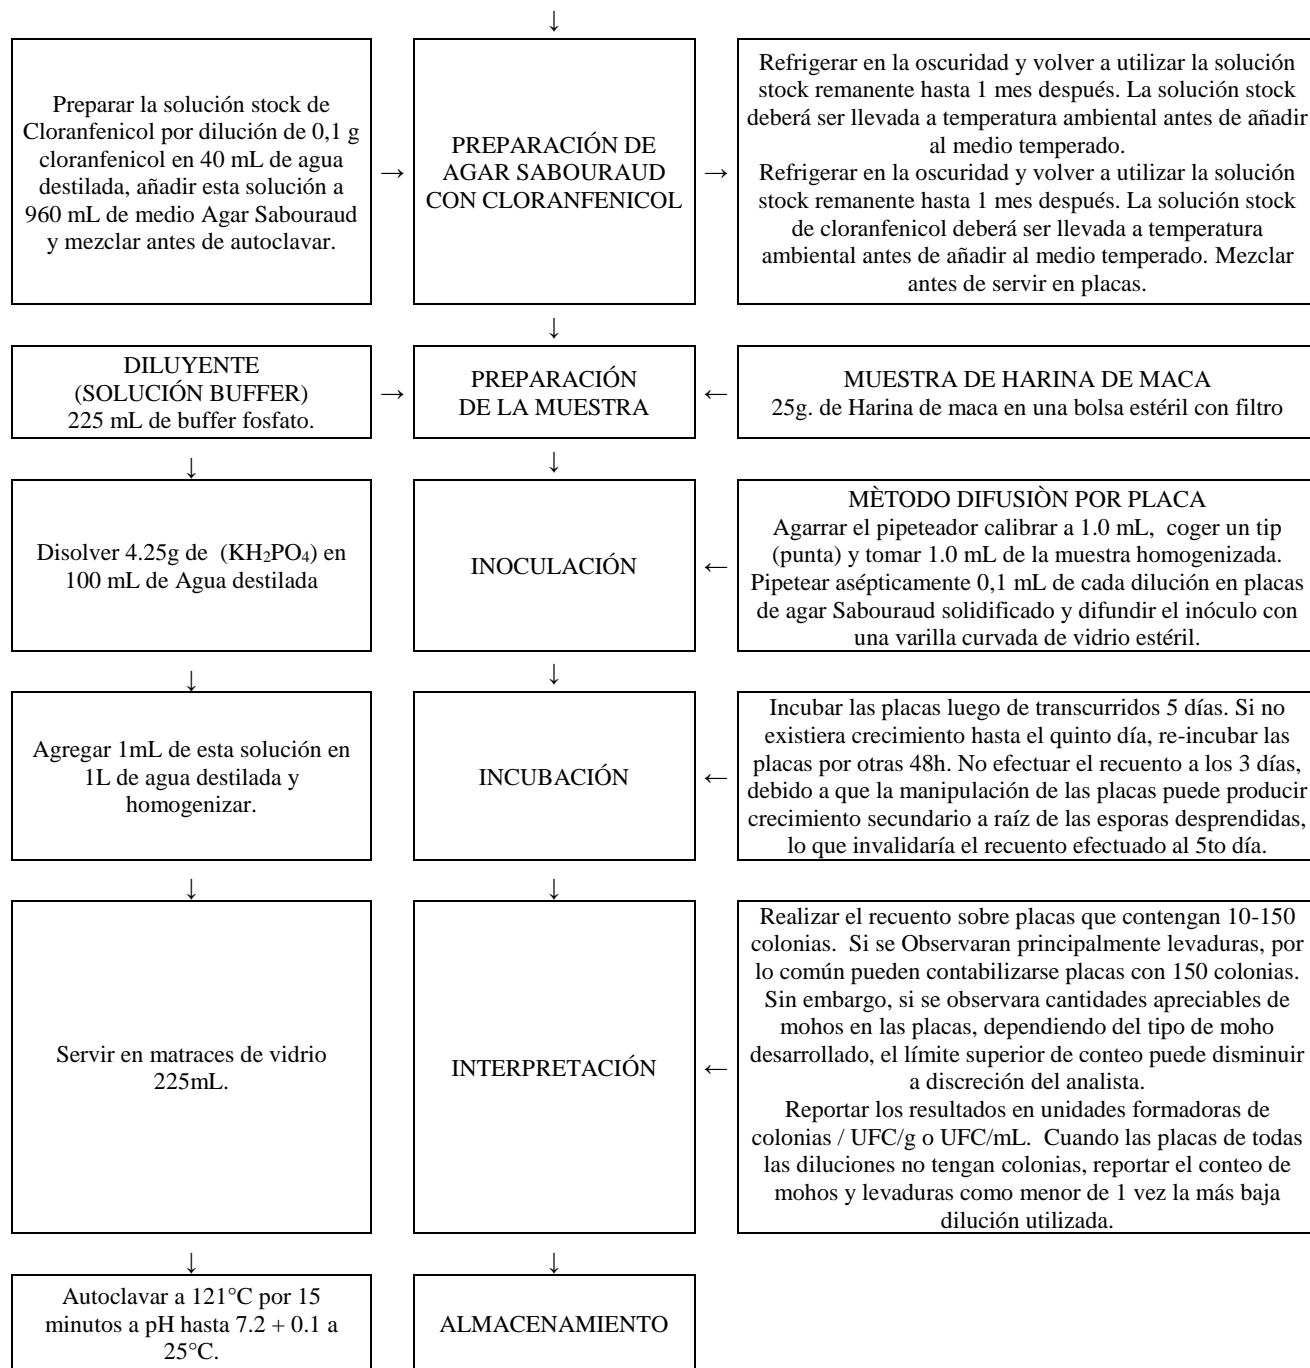 ↓
Preparar la solución stock de
Cloranfenicol por dilución de 0,1 g
cloranfenicol en 40 mL de agua
destilada, añadir esta solución a
960 mL de medio Agar Sabouraud
y mezclar antes de autoclavar.
→
PREPARACIÓN DE
AGAR SABOURAUD
CON CLORANFENICOL
→
Refrigerar en la oscuridad y volver a utilizar la solución
stock remanente hasta 1 mes después. La solución stock
deberá ser llevada a temperatura ambiental antes de añadir
al medio temperado.
Refrigerar en la oscuridad y volver a utilizar la solución
stock remanente hasta 1 mes después. La solución stock
de cloranfenicol deberá ser llevada a temperatura
ambiental antes de añadir al medio temperado. Mezclar
antes de servir en placas.
↓
DILUYENTE
(SOLUCIÓN BUFFER)
225 mL de buffer fosfato.
→
PREPARACIÓN
DE LA MUESTRA
←
MUESTRA DE HARINA DE MACA
25g. de Harina de maca en una bolsa estéril con filtro
↓
↓
Disolver 4.25g de (KH₂PO₄) en
100 mL de Agua destilada
INOCULACIÓN
←
MÈTODO DIFUSIÒN POR PLACA
Agarrar el pipeteador calibrar a 1.0 mL, coger un tip
(punta) y tomar 1.0 mL de la muestra homogenizada.
Pipetear asépticamente 0,1 mL de cada dilución en placas
de agar Sabouraud solidificado y difundir el inóculo con
una varilla curvada de vidrio estéril.
↓
↓
Agregar 1mL de esta solución en
1L de agua destilada y
homogenizar.
INCUBACIÓN
←
Incubar las placas luego de transcurridos 5 días. Si no
existiera crecimiento hasta el quinto día, re-incubar las
placas por otras 48h. No efectuar el recuento a los 3 días,
debido a que la manipulación de las placas puede producir
crecimiento secundario a raíz de las esporas desprendidas,
lo que invalidaría el recuento efectuado al 5to día.
↓
↓
Servir en matraces de vidrio
225mL.
INTERPRETACIÓN
←
Realizar el recuento sobre placas que contengan 10-150
colonias. Si se Observaran principalmente levaduras, por
lo común pueden contabilizarse placas con 150 colonias.
Sin embargo, si se observara cantidades apreciables de
mohos en las placas, dependiendo del tipo de moho
desarrollado, el límite superior de conteo puede disminuir
a discreción del analista.
Reportar los resultados en unidades formadoras de
colonias / UFC/g o UFC/mL. Cuando las placas de todas
las diluciones no tengan colonias, reportar el conteo de
mohos y levaduras como menor de 1 vez la más baja
dilución utilizada.
↓
↓
Autoclavar a 121°C por 15
minutos a pH hasta 7.2 + 0.1 a
25°C.
ALMACENAMIENTO